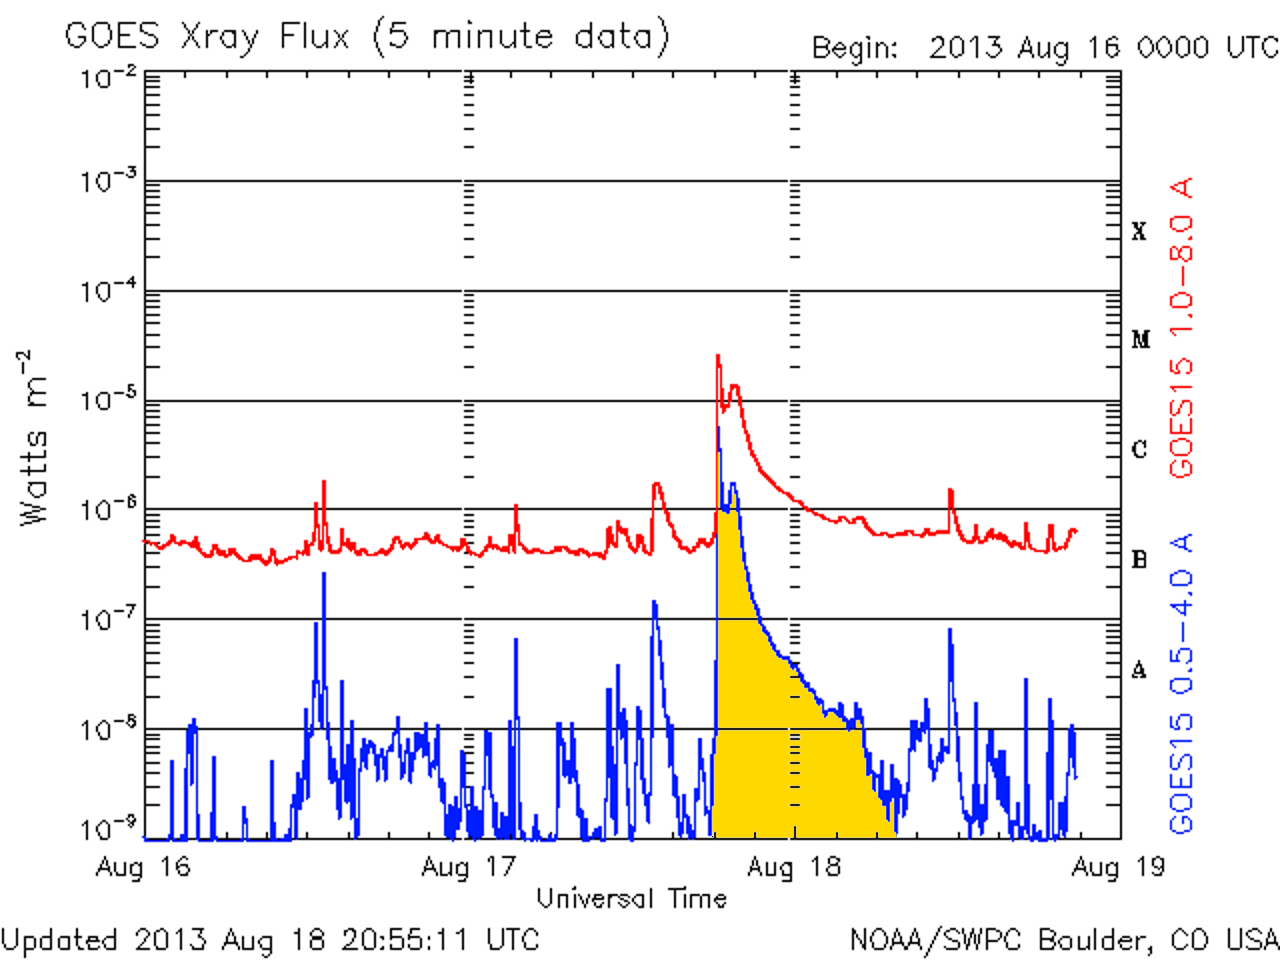 GOES Xray Flux (5 minute data)
Begin: 2013 Aug 16 0000 UTC
10⁻²
10⁻³
10⁻⁴
10⁻⁵
10⁻⁶
10⁻⁷
10⁻⁸
10⁻⁹
Watts m⁻²
X
M
C
B
A
GOES15 1.0-8.0 A
GOES15 0.5-4.0 A
Aug 16
Aug 17
Aug 18
Aug 19
Universal Time
Updated 2013 Aug 18 20:55:11 UTC
NOAA/SWPC Boulder, CO USA